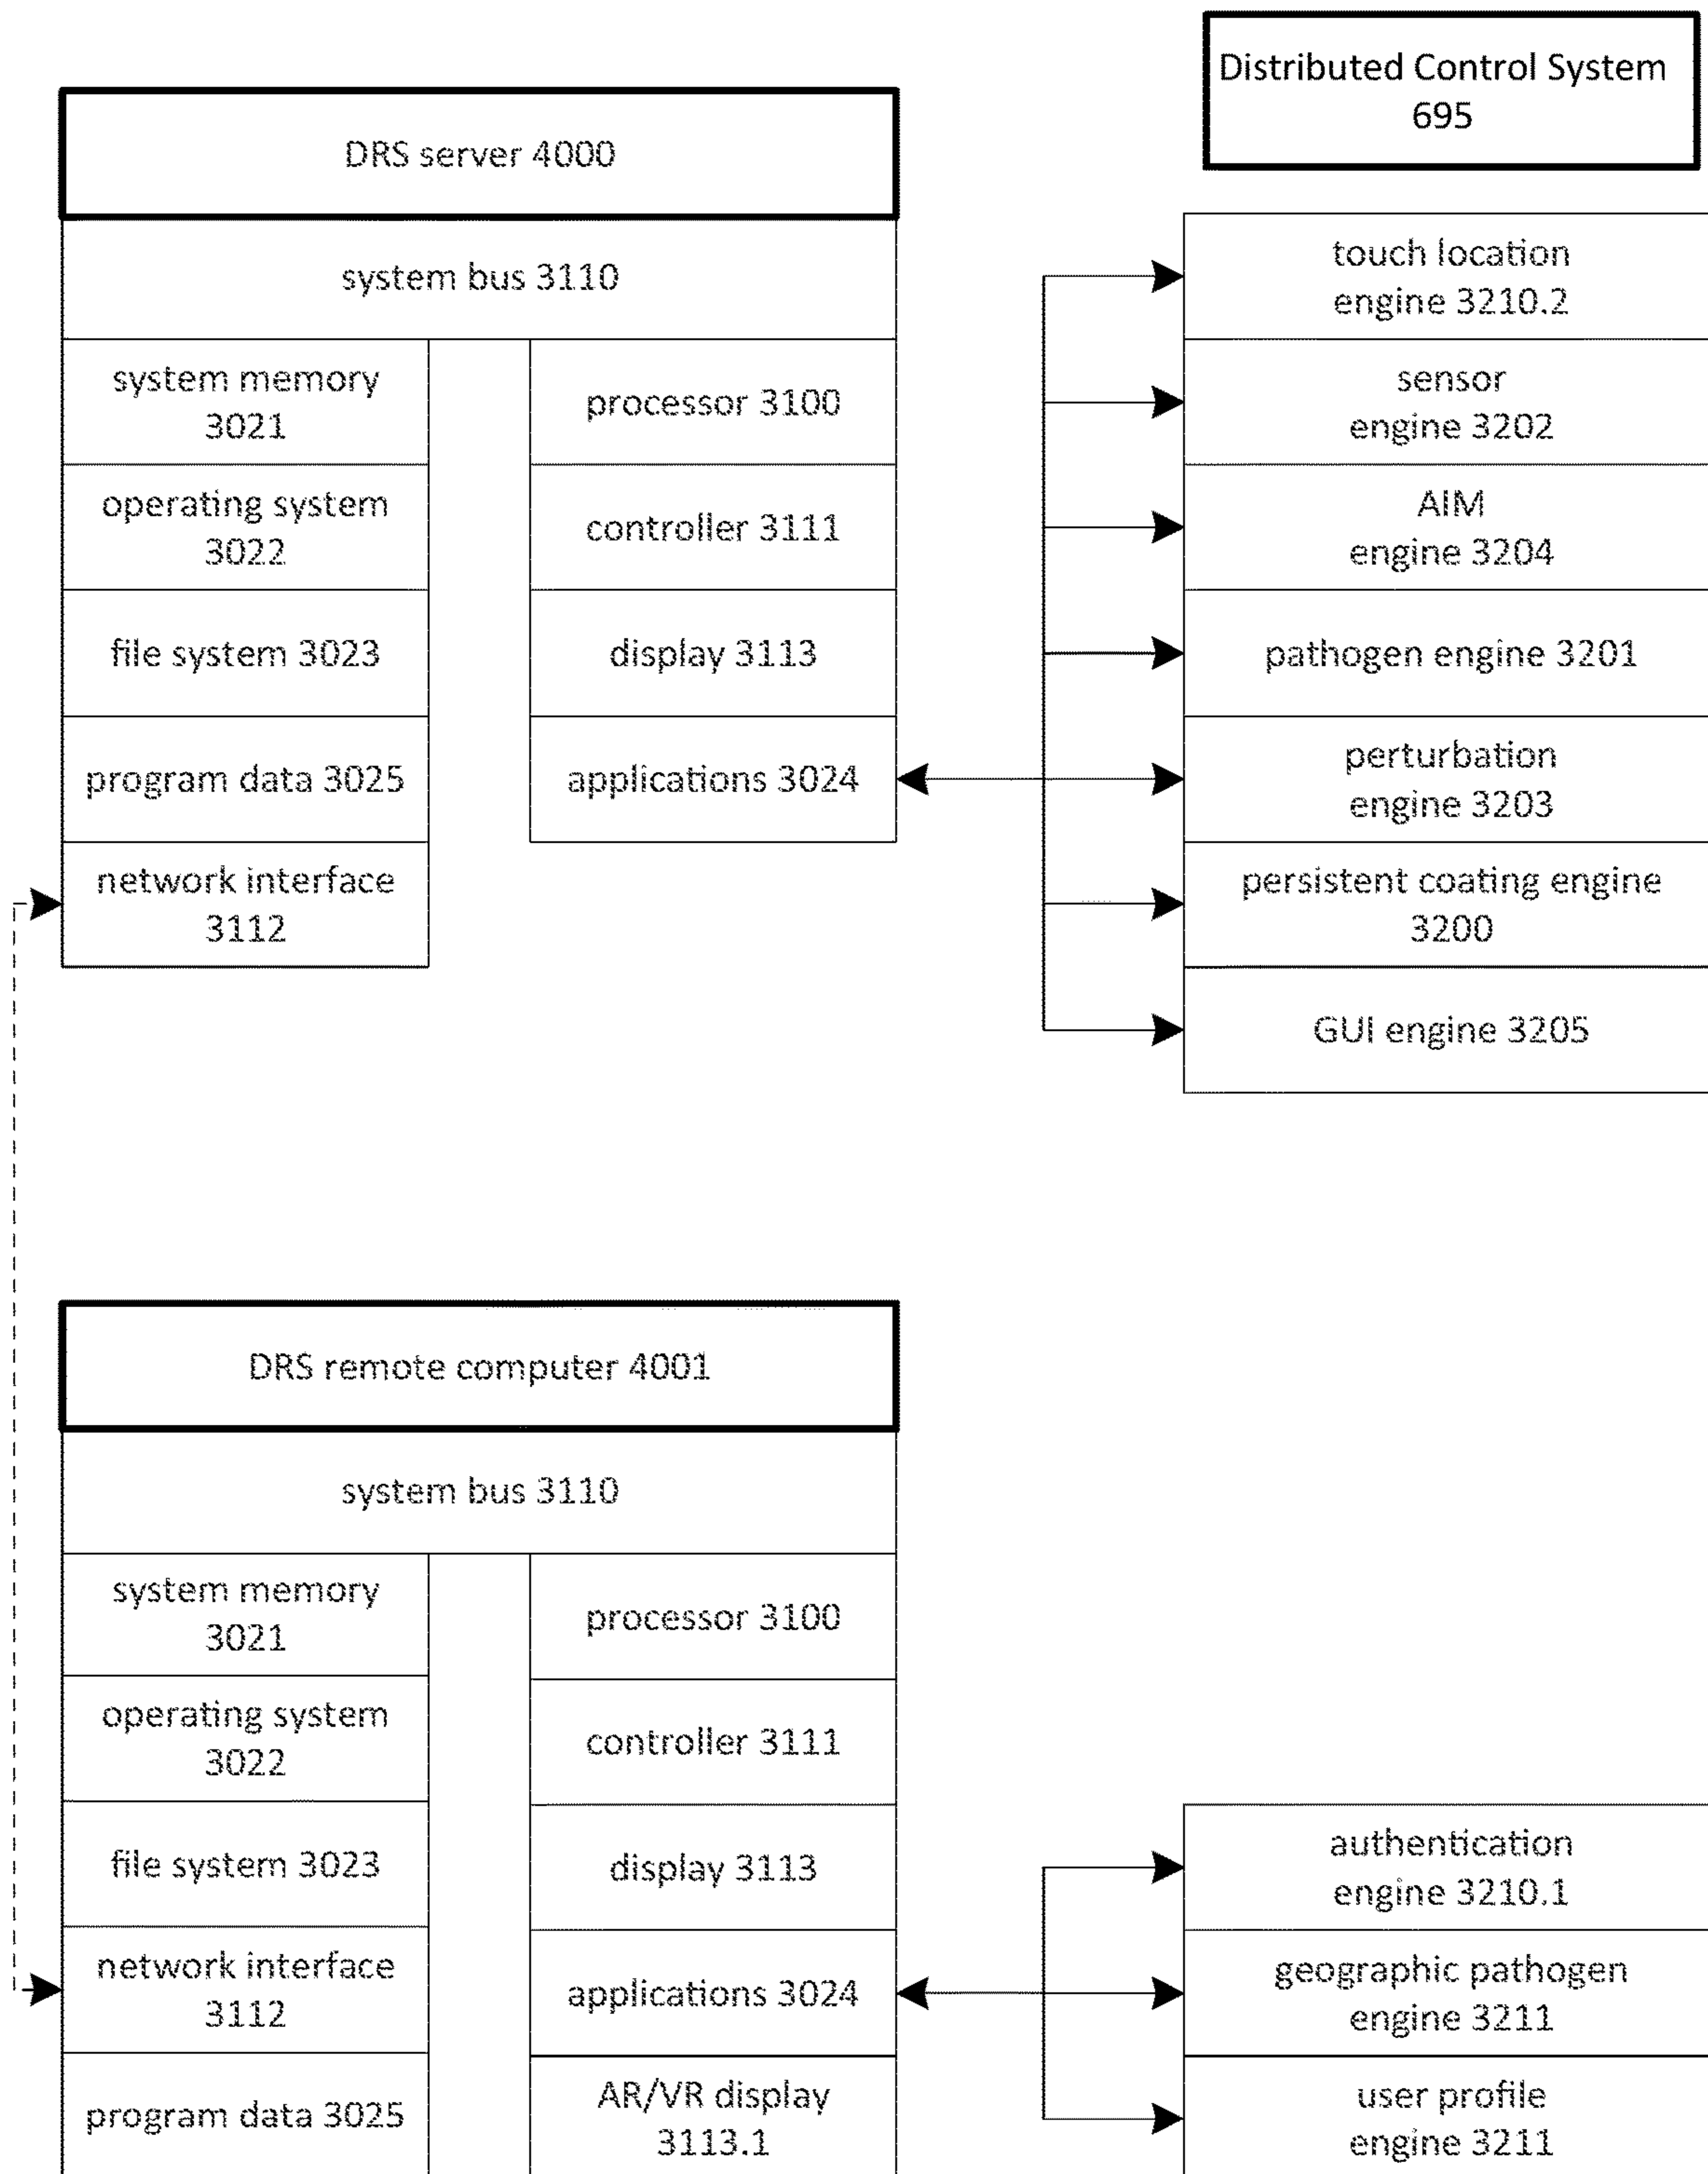 Distributed Control System
695
DRS server 4000
system bus 3110
system memory
3021
operating system
3022
file system 3023
program data 3025
network interface
3112
processor 3100
controller 3111
display 3113
applications 3024
touch location
engine 3210.2
sensor
engine 3202
AIM
engine 3204
pathogen engine 3201
perturbation
engine 3203
persistent coating engine
3200
GUI engine 3205
DRS remote computer 4001
system bus 3110
system memory
3021
operating system
3022
file system 3023
network interface
3112
program data 3025
processor 3100
controller 3111
display 3113
applications 3024
AR/VR display
3113.1
authentication
engine 3210.1
geographic pathogen
engine 3211
user profile
engine 3211